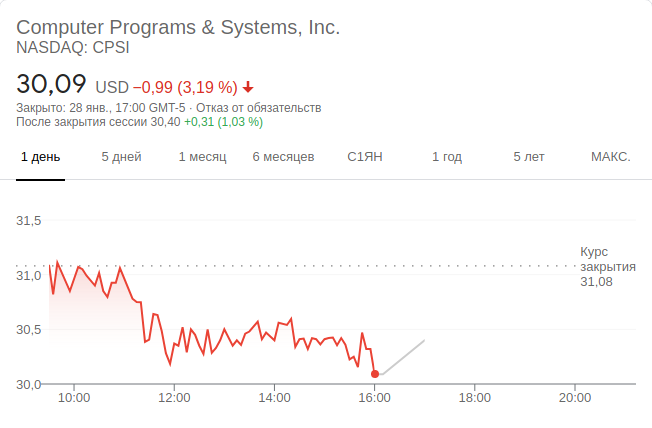 Computer Programs & Systems, Inc.
NASDAQ: CPSI
30,09 USD −0,99 (3,19 %)
Закрыто: 28 янв., 17:00 GMT-5 · Отказ от обязательств
После закрытия сессии 30,40 +0,31 (1,03 %)
1 день 5 дней 1 месяц 6 месяцев С1ЯН 1 год 5 лет МАКС.
31,5
Курс
закрытия
31,08
31,0
30,5
30,0
10:00 12:00 14:00 16:00 18:00 20:00